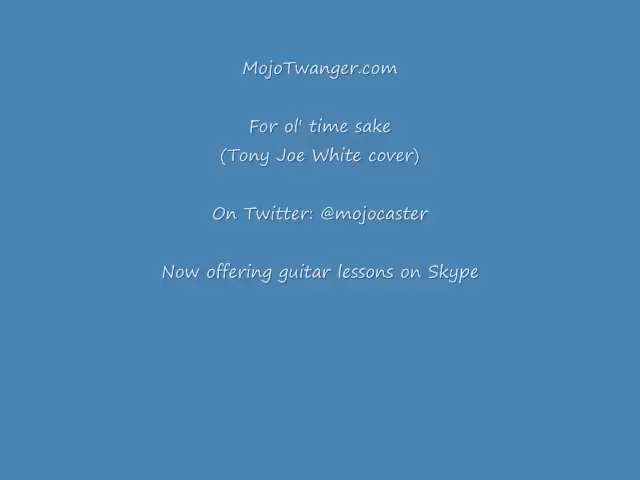 MojoTwanger.com
For ol' time sake
(Tony Joe White cover)
On Twitter: @mojocaster
Now offering guitar lessons on Skype